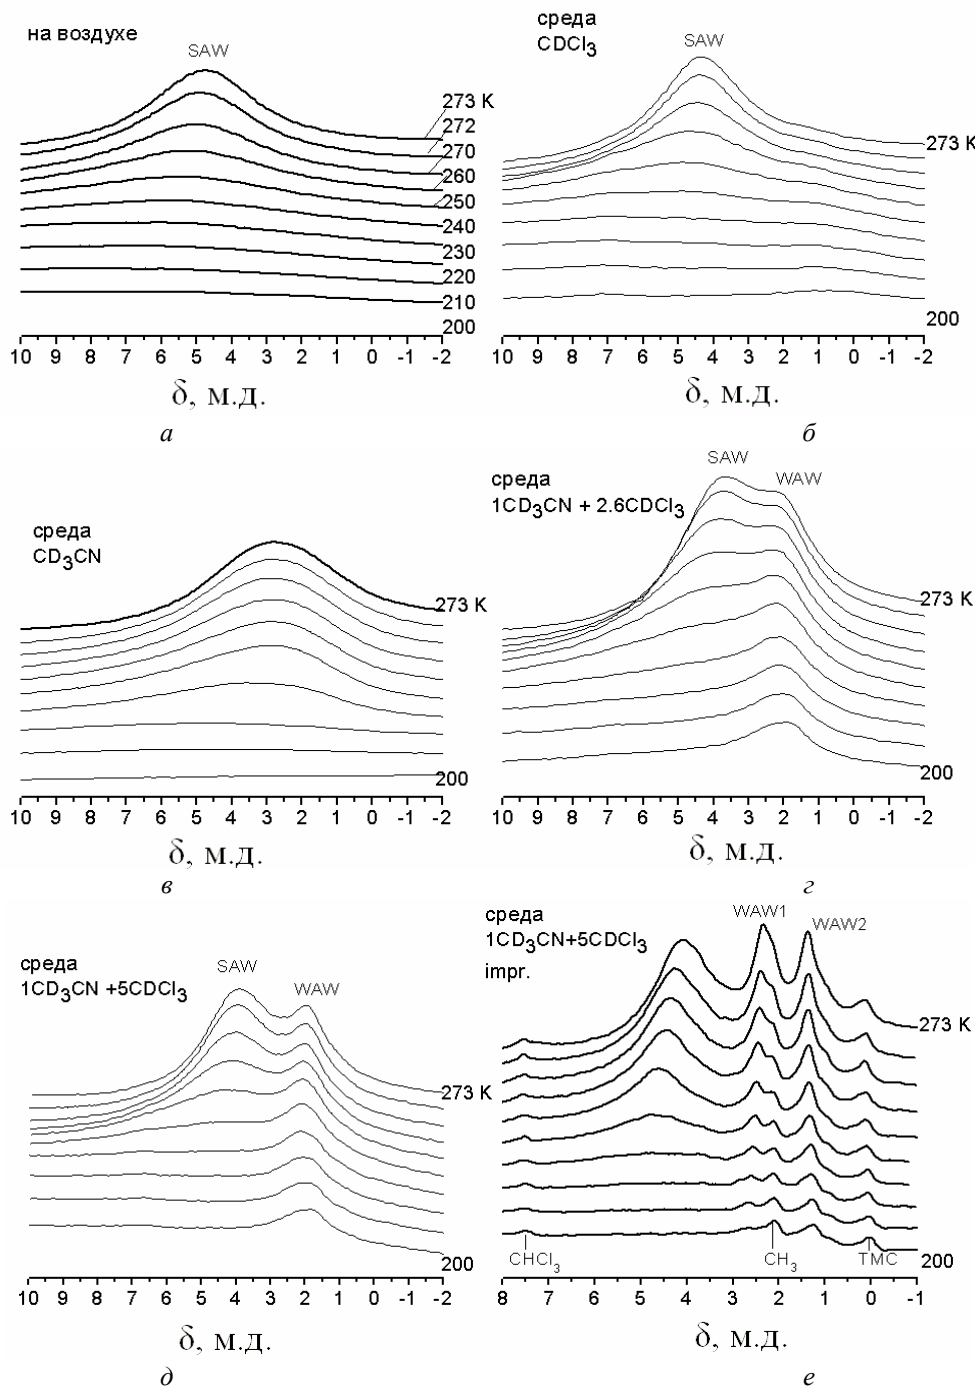 на воздухе
SAW
273 K
272
270
260
250
240
230
220
210
200
10 9 8 7 6 5 4 3 2 1 0 -1 -2
δ, м.д.
а
среда
CDCl3
SAW
273 K
200
10 9 8 7 6 5 4 3 2 1 0 -1 -2
δ, м.д.
б
среда
CD3CN
273 K
200
10 9 8 7 6 5 4 3 2 1 0 -1 -2
δ, м.д.
в
среда
1CD3CN + 2.6CDCl3
SAW
WAW
273 K
200
10 9 8 7 6 5 4 3 2 1 0 -1 -2
δ, м.д.
г
среда
1CD3CN +5CDCl3
SAW
WAW
273 K
200
10 9 8 7 6 5 4 3 2 1 0 -1 -2
δ, м.д.
д
среда
1CD3CN+5CDCl3
impr.
WAW1
WAW2
273 K
CHCl3
CH3
TMC
200
8 7 6 5 4 3 2 1 0 -1
δ, м.д.
е